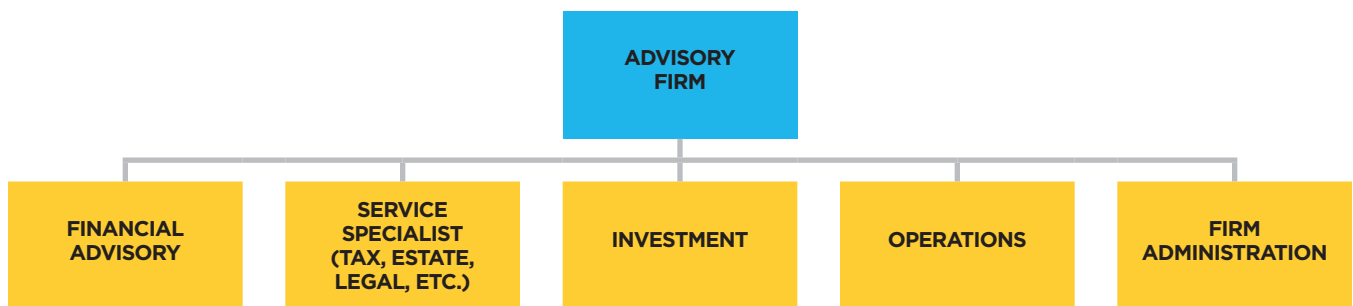 ADVISORY
FIRM
FINANCIAL
ADVISORY
SERVICE
SPECIALIST
(TAX, ESTATE,
LEGAL, ETC.)
INVESTMENT
OPERATIONS
FIRM
ADMINISTRATION